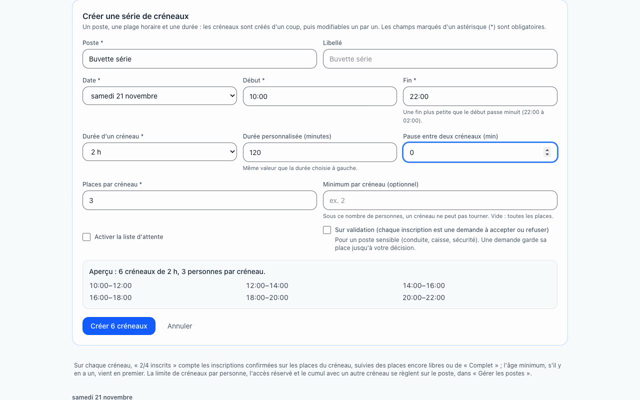 Créer une série de créneaux
Un poste, une plage horaire et une durée : les créneaux sont créés d'un coup, puis modifiables un par un. Les champs marqués d'un astérisque (*) sont obligatoires.
Poste *
Libellé
Buvette série
Buvette série
Date *
Début *
Fin *
samedi 21 novembre
10:00
22:00
Une fin plus petite que le début passe minuit (22:00 à
02:00).
Durée d'un créneau *
Durée personnalisée (minutes)
Pause entre deux créneaux (min)
2 h
120
0
Même valeur que la durée choisie à gauche.
Places par créneau *
Minimum par créneau (optionnel)
3
ex. 2
Sous ce nombre de personnes, un créneau ne peut pas tourner. Vide : toutes les places.
Activer la liste d'attente
Sur validation (chaque inscription est une demande à accepter ou refuser)
Pour un poste sensible (conduite, caisse, sécurité). Une demande garde sa
place jusqu'à votre décision.
Aperçu : 6 créneaux de 2 h, 3 personnes par créneau.
10:00–12:00
12:00–14:00
14:00–16:00
16:00–18:00
18:00–20:00
20:00–22:00
Créer 6 créneaux
Annuler
Sur chaque créneau, « 2/4 inscrits » compte les inscriptions confirmées sur les places du créneau, suivies des places encore libres ou de « Complet » ; l'âge minimum, s'il y
en a un, vient en premier. La limite de créneaux par personne, l'accès réservé et le cumul avec un autre créneau se règlent sur le poste, dans « Gérer les postes ».
samedi 21 novembre